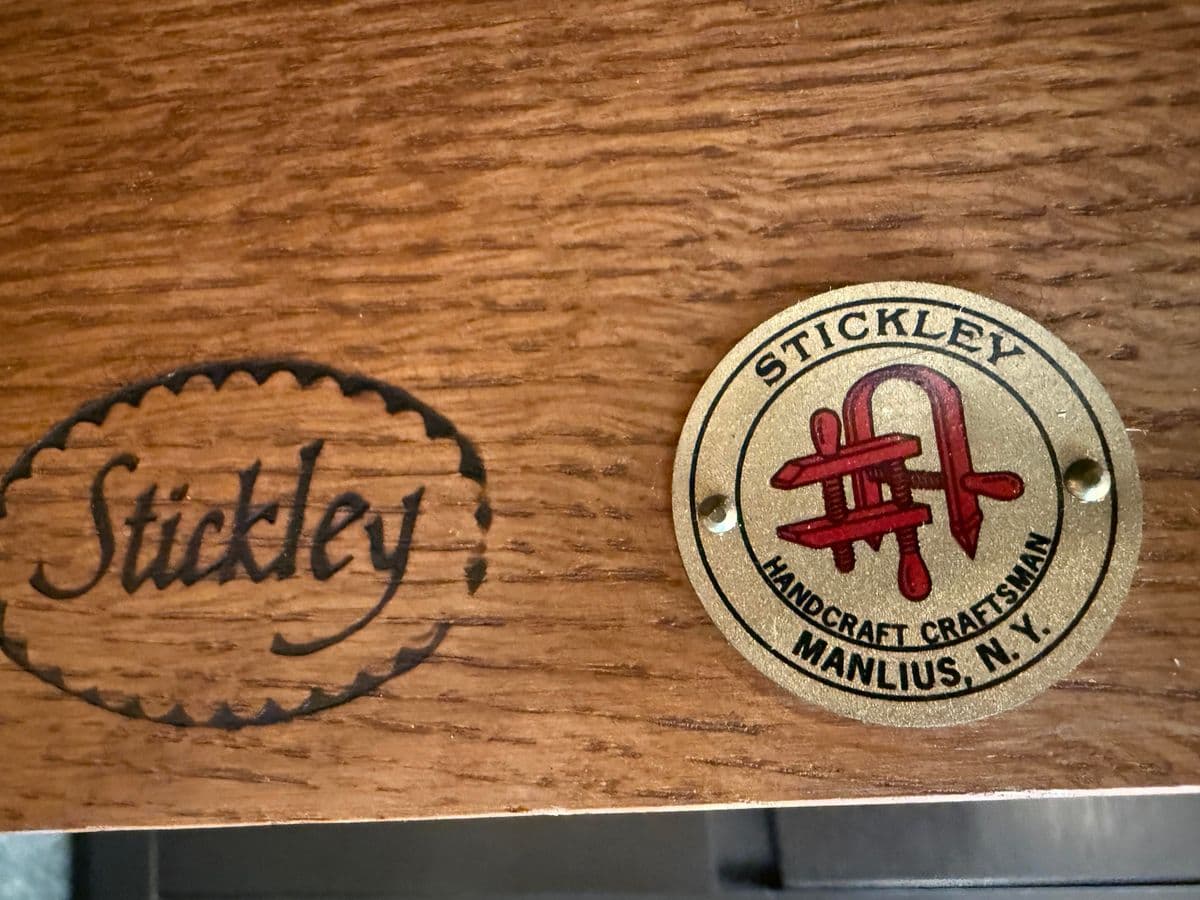 Stickley
STICKLEY
HANDCRAFT CRAFTSMAN
MANLIUS, N. Y.